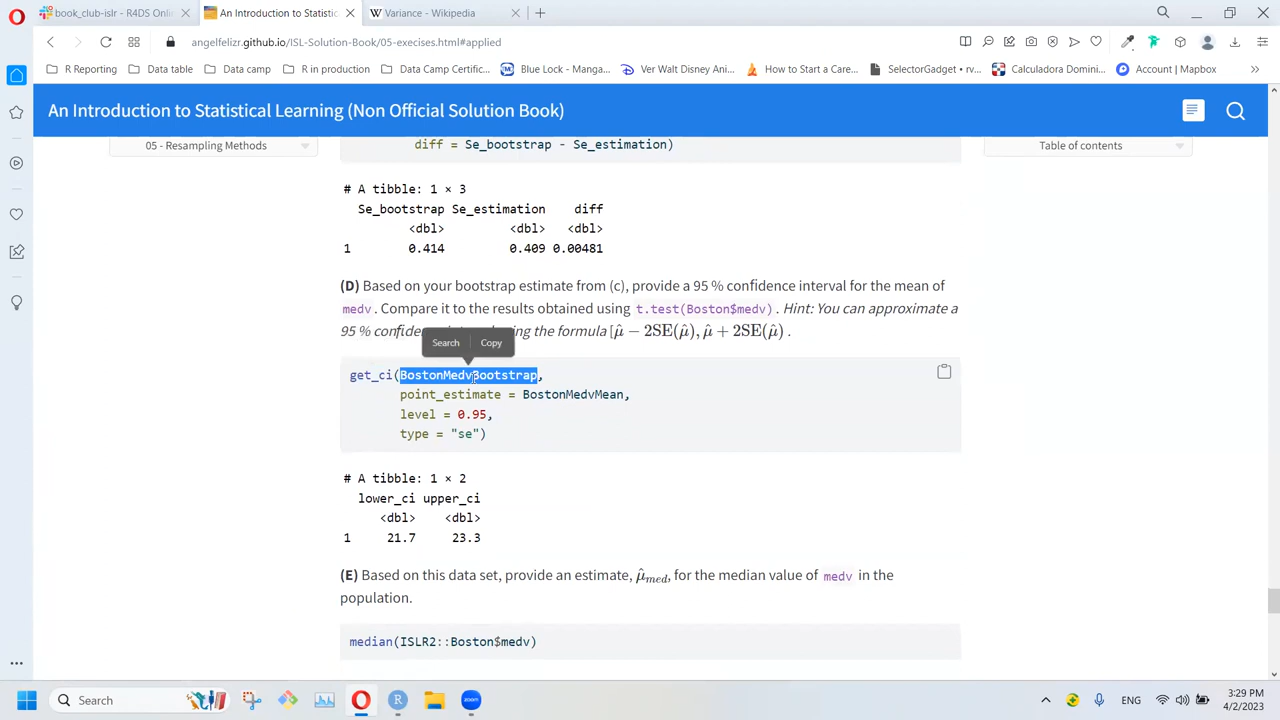 book_club-islr - R4DS On
An Introduction to Statisti
Variance - Wikipedia
angelfelizr.github.io/ISL-Solution-Book/05-execises.html#applied
R Reporting
Data table
Data camp
R in production
Data Camp Certific...
Blue Lock - Manga...
Ver Walt Disney Ani...
How to Start a Care...
SelectorGadget • rv...
Calculadora Domini...
Account | Mapbox
An Introduction to Statistical Learning (Non Official Solution Book)
05 - Resampling Methods
Table of contents
diff = Se_bootstrap - Se_estimation)
# A tibble: 1 × 3
Se_bootstrap Se_estimation diff
<dbl> <dbl> <dbl>
1 0.414 0.409 0.00481
(D) Based on your bootstrap estimate from (c), provide a 95 % confidence interval for the mean of
medv. Compare it to the results obtained using t.test(Boston$medv). Hint: You can approximate a
95 % using the formula [μ̂ − 2SE(μ̂), μ̂ + 2SE(μ̂) .
Search Copy
get_ci(BostonMedvBootstrap,
point_estimate = BostonMedvMean,
level = 0.95,
type = "se")
# A tibble: 1 × 2
lower_ci upper_ci
<dbl> <dbl>
1 21.7 23.3
(E) Based on this data set, provide an estimate, μ̂med, for the median value of medv in the
population.
median(ISLR2::Boston$medv)
Search
ENG
3:29 PM
4/2/2023